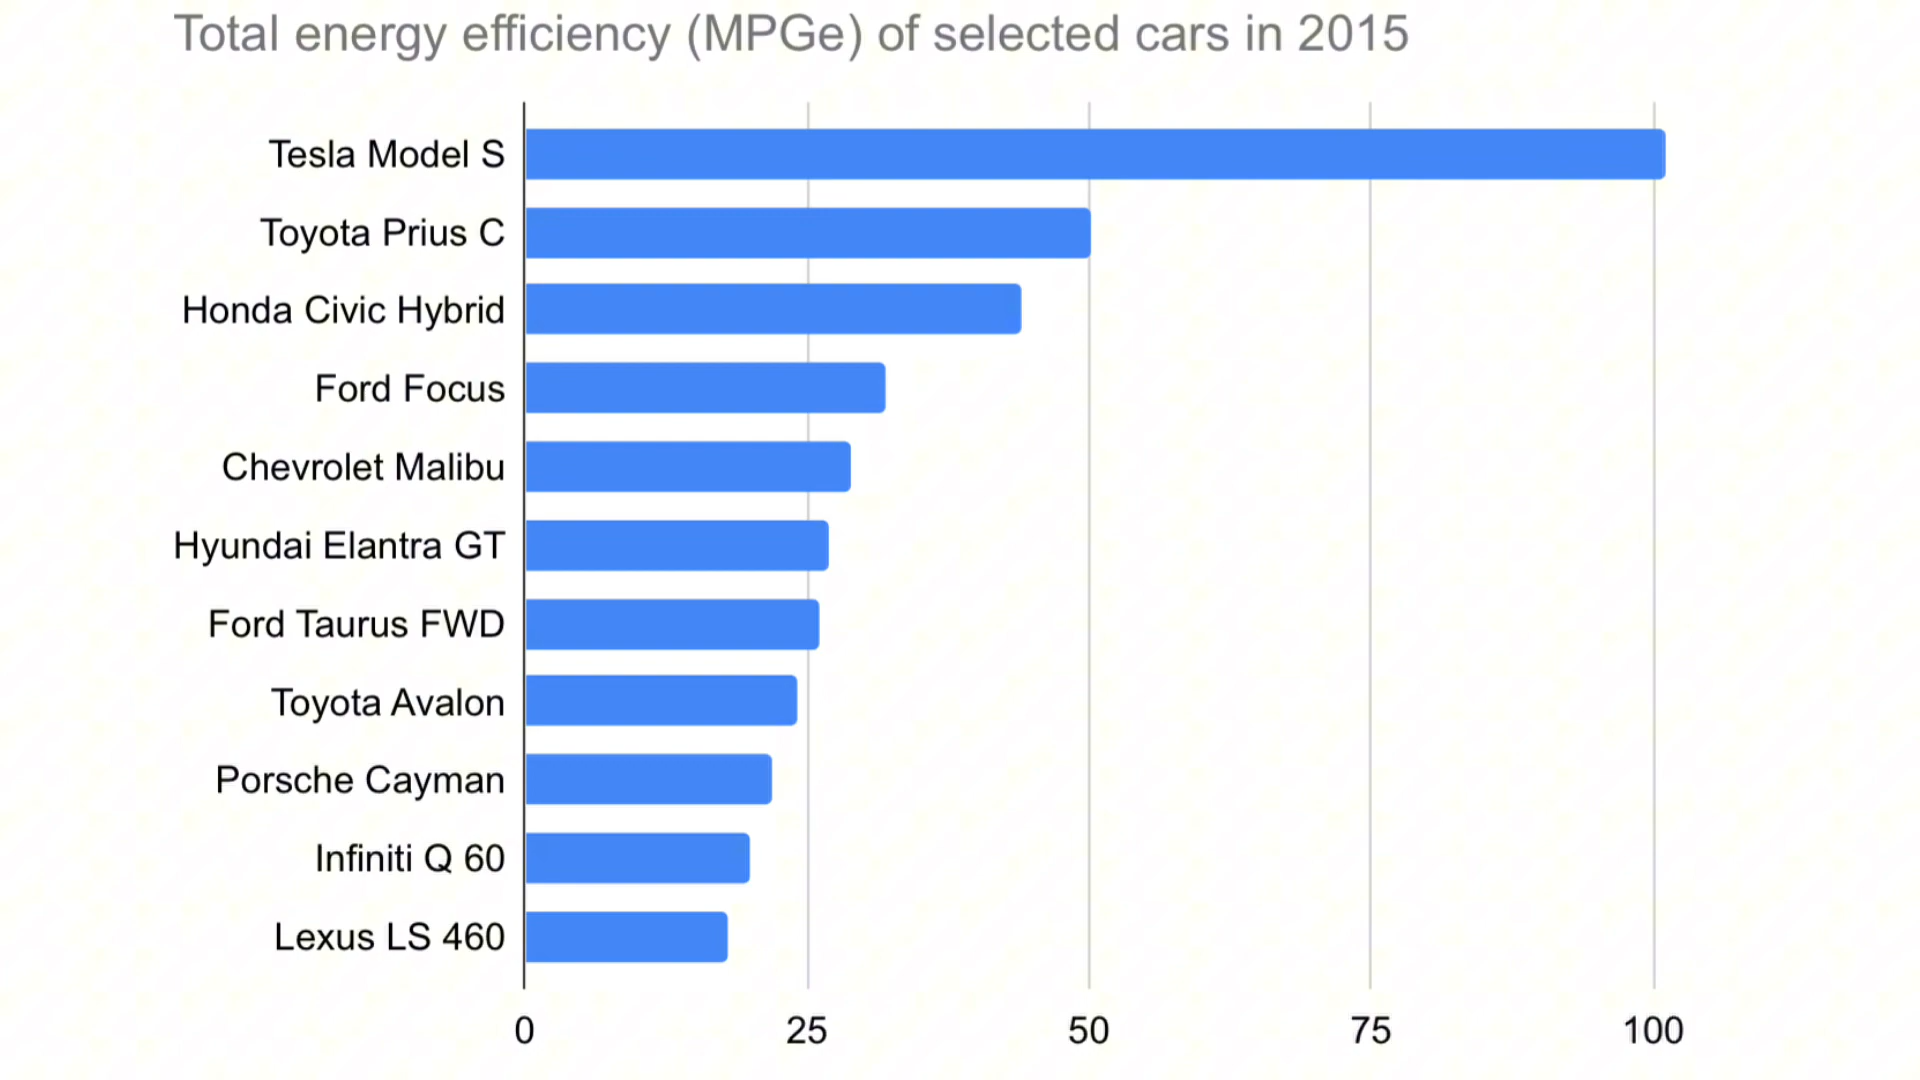 Total energy efficiency (MPGe) of selected cars in 2015
Tesla Model S
Toyota Prius C
Honda Civic Hybrid
Ford Focus
Chevrolet Malibu
Hyundai Elantra GT
Ford Taurus FWD
Toyota Avalon
Porsche Cayman
Infiniti Q 60
Lexus LS 460
0 25 50 75 100